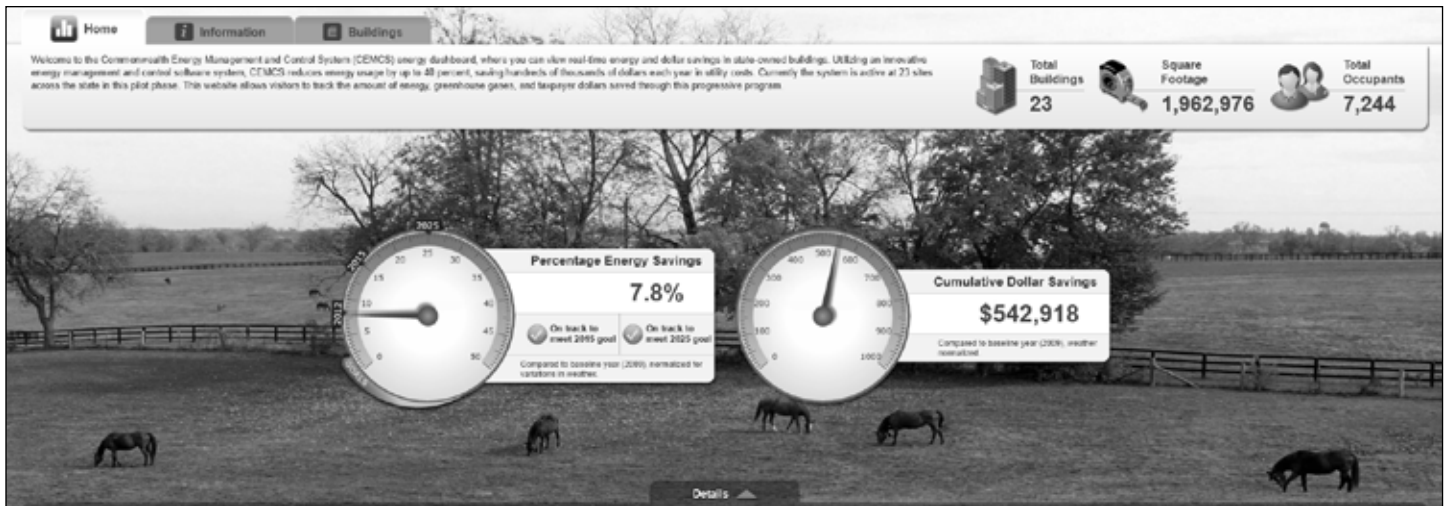 Home
Information
Buildings
Welcome to the Commonwealth Energy Management and Control System (CEMCS) energy dashboard, where you can view real-time energy and dollar savings in state-owned buildings. Utilizing an innovative
energy management and control software system, CEMCS reduces energy usage by up to 40 percent, saving hundreds of thousands of dollars each year in utility costs. Currently the system is active at 23 sites
across the state in this pilot phase. This website allows visitors to track the amount of energy, greenhouse gases, and taxpayer dollars saved through this progressive program.
Total
Buildings
23
Square
Footage
1,962,976
Total
Occupants
7,244
2012
2015
2025
0
5
10
15
20
25
30
35
40
45
50
Percentage Energy Savings
7.8%
On track to
meet 2015 goal
On track to
meet 2025 goal
Compared to baseline year (2009), normalized for
variations in weather.
0
100
200
300
400
500
600
700
800
900
1000
Cumulative Dollar Savings
$542,918
Compared to baseline year (2009), weather
normalized
Details